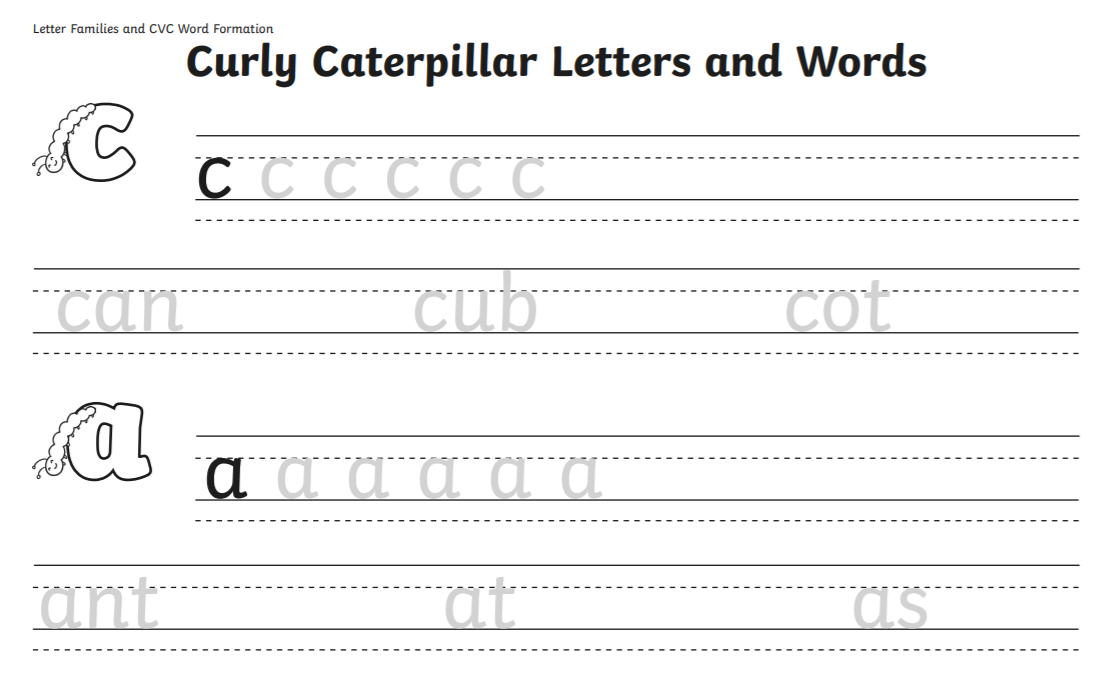 Letter Families and CVC Word Formation
Curly Caterpillar Letters and Words
c
c c c c c c
can cub cot
a
a a a a a a
ant at as